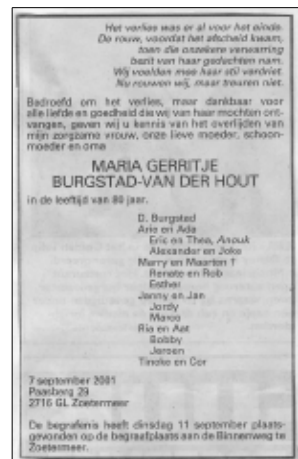 Het verlies was er al voor het einde.
De rouw, voordat het afscheid kwam,
toen die onzekere verwarring
bezit van haar gedachten nam.
Wij voelden mee haar stil verdriet.
Nu rouwen wij, maar treuren niet.
Bedroefd om het verlies, maar dankbaar voor
alle liefde en goedheid die wij van haar mochten ont-
vangen, geven wij u kennis van het overlijden van
mijn zorgzame vrouw, onze lieve moeder, schoon-
moeder en oma
MARIA GERRITJE
BURGSTAD-VAN DER HOUT
in de leeftijd van 80 jaar.
D. Burgstad
Arie en Ada
Eric en Thea, Anouk
Alexander en Joke
Marry en Maarten †
Renate en Rob
Esther
Janny en Jan
Jordy
Marco
Ria en Aat
Bobby
Jeroen
Tineke en Cor
7 september 2001
Paasberg 29
2716 GL Zoetermeer
De begrafenis heeft dinsdag 11 september plaats-
gevonden op de begraafplaats aan de Binnenweg te
Zoetermeer.